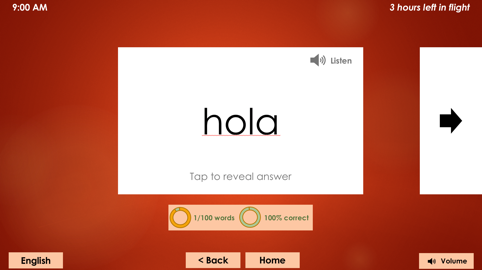 9:00 AM
3 hours left in flight
Listen
hola
Tap to reveal answer
1/100 words
100% correct
English
< Back
Home
Volume